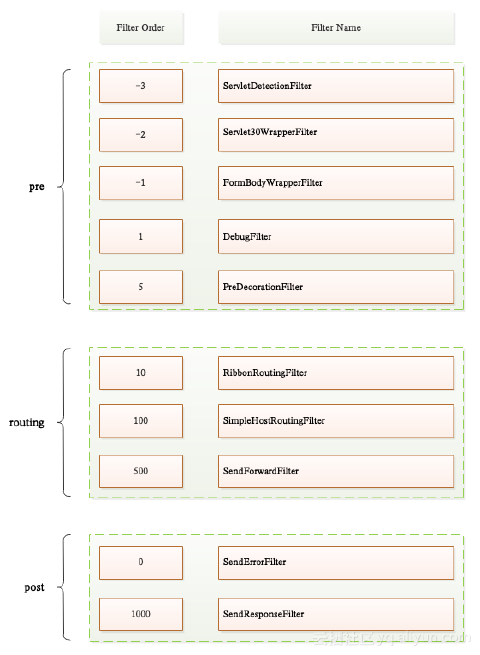 Filter Order Filter Name
-3 ServletDetectionFilter
-2 Servlet30WrapperFilter
-1 FormBodyWrapperFilter
pre
1 DebugFilter
5 PreDecorationFilter
10 RibbonRoutingFilter
routing 100 SimpleHostRoutingFilter
500 SendForwardFilter
0 SendErrorFilter
post
1000 SendResponseFilter